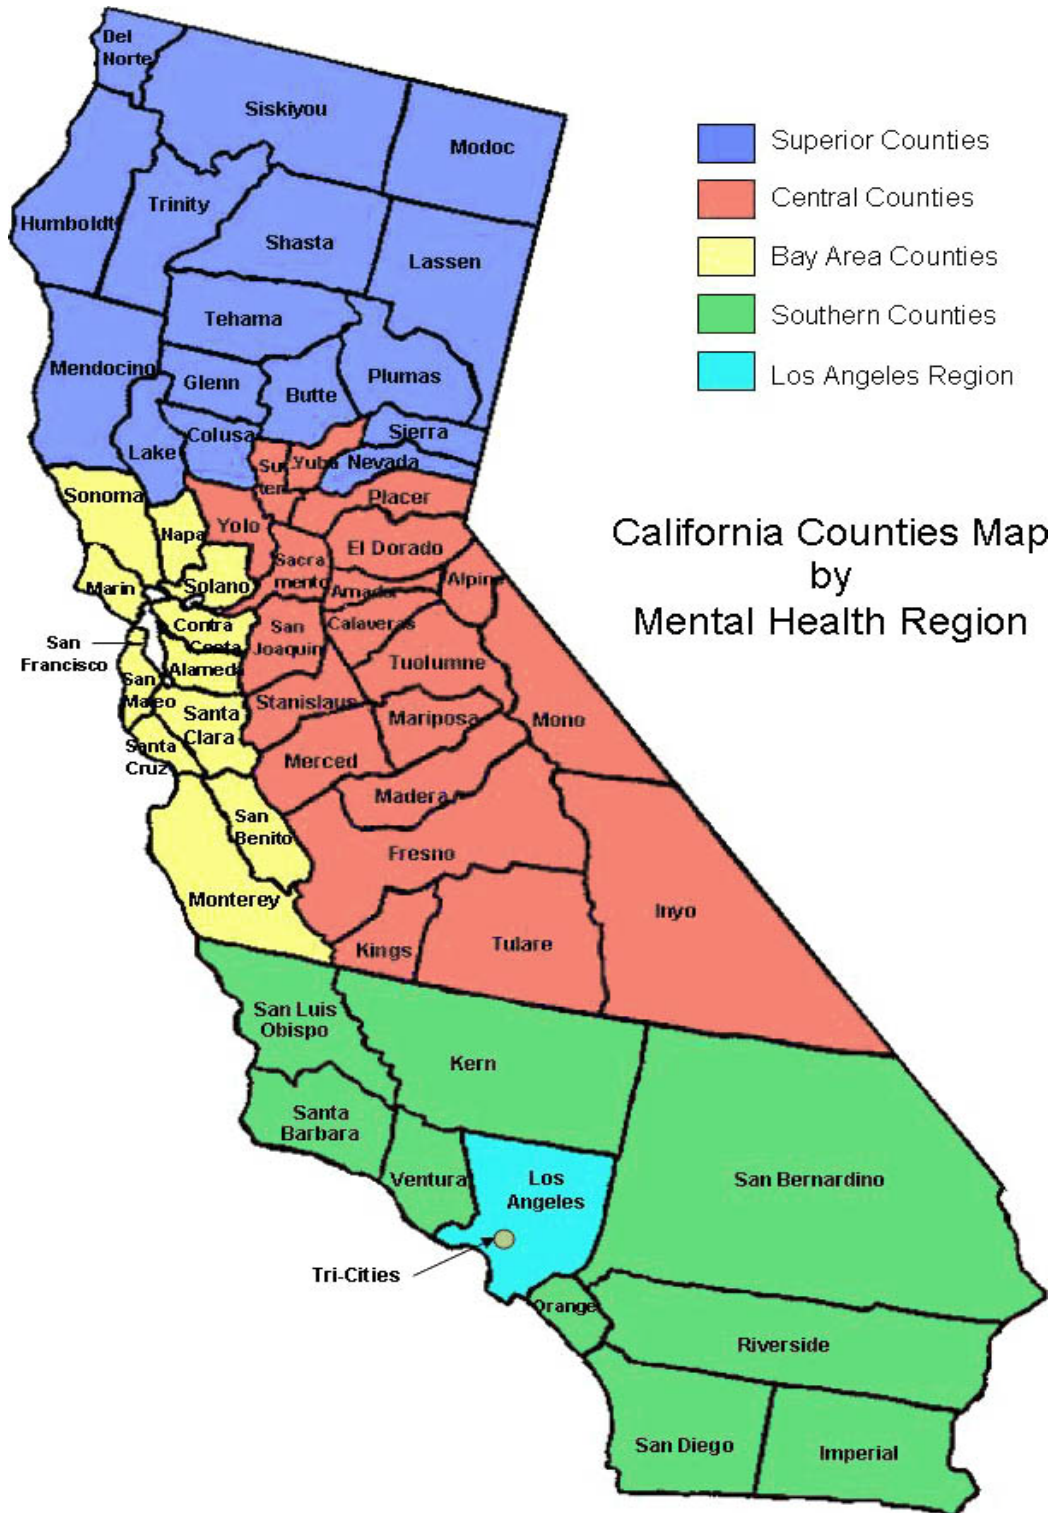 Del
Norte
Siskiyou
Modoc
Humboldt
Trinity
Shasta
Lassen
Tehama
Mendocino
Glenn
Butte
Plumas
Lake
Colusa
Sierra
Nevada
Yuba
Su
tter
Placer
Sonoma
Napa
Yolo
El Dorado
Sacra
mento
Alpine
Amador
Marin
Solano
Contra
Costa
San
Joaquin
Calaveras
Tuolumne
San
Francisco
Alameda
San
Mateo
Stanislaus
Mariposa
Mono
Santa
Clara
Santa
Cruz
Merced
Madera
San
Benito
Fresno
Monterey
Kings
Tulare
Inyo
San Luis
Obispo
Kern
Santa
Barbara
Ventura
Los
Angeles
San Bernardino
Tri-Cities
Orange
Riverside
San Diego
Imperial
Superior Counties
Central Counties
Bay Area Counties
Southern Counties
Los Angeles Region
California Counties Map
by
Mental Health Region